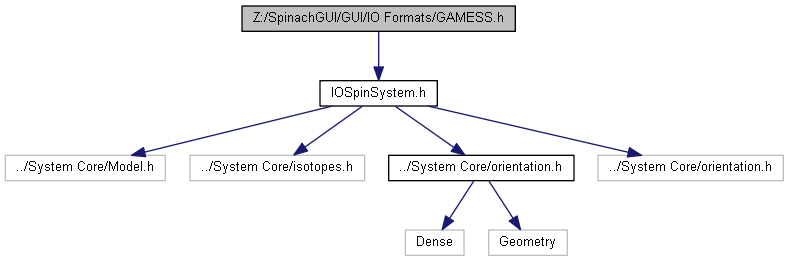 Z:/SpinachGUI/GUI/IO Formats/GAMESS.h
IOSpinSystem.h
../System Core/Model.h
../System Core/isotopes.h
../System Core/orientation.h
../System Core/orientation.h
Dense
Geometry